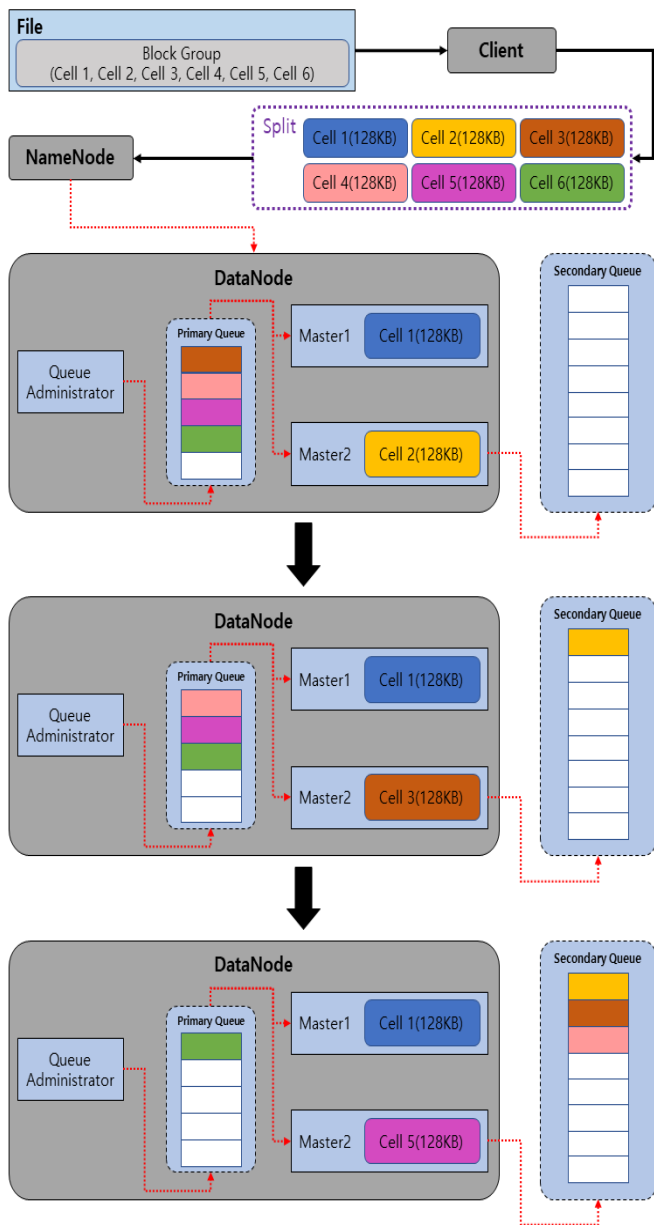 File
Block Group
(Cell 1, Cell 2, Cell 3, Cell 4, Cell 5, Cell 6)
Client
Split
Cell 1(128KB)
Cell 2(128KB)
Cell 3(128KB)
Cell 4(128KB)
Cell 5(128KB)
Cell 6(128KB)
NameNode
DataNode
Queue
Administrator
Primary Queue
Master1
Cell 1(128KB)
Master2
Cell 2(128KB)
Secondary Queue
DataNode
Queue
Administrator
Primary Queue
Master1
Cell 1(128KB)
Master2
Cell 3(128KB)
Secondary Queue
DataNode
Queue
Administrator
Primary Queue
Master1
Cell 1(128KB)
Master2
Cell 5(128KB)
Secondary Queue